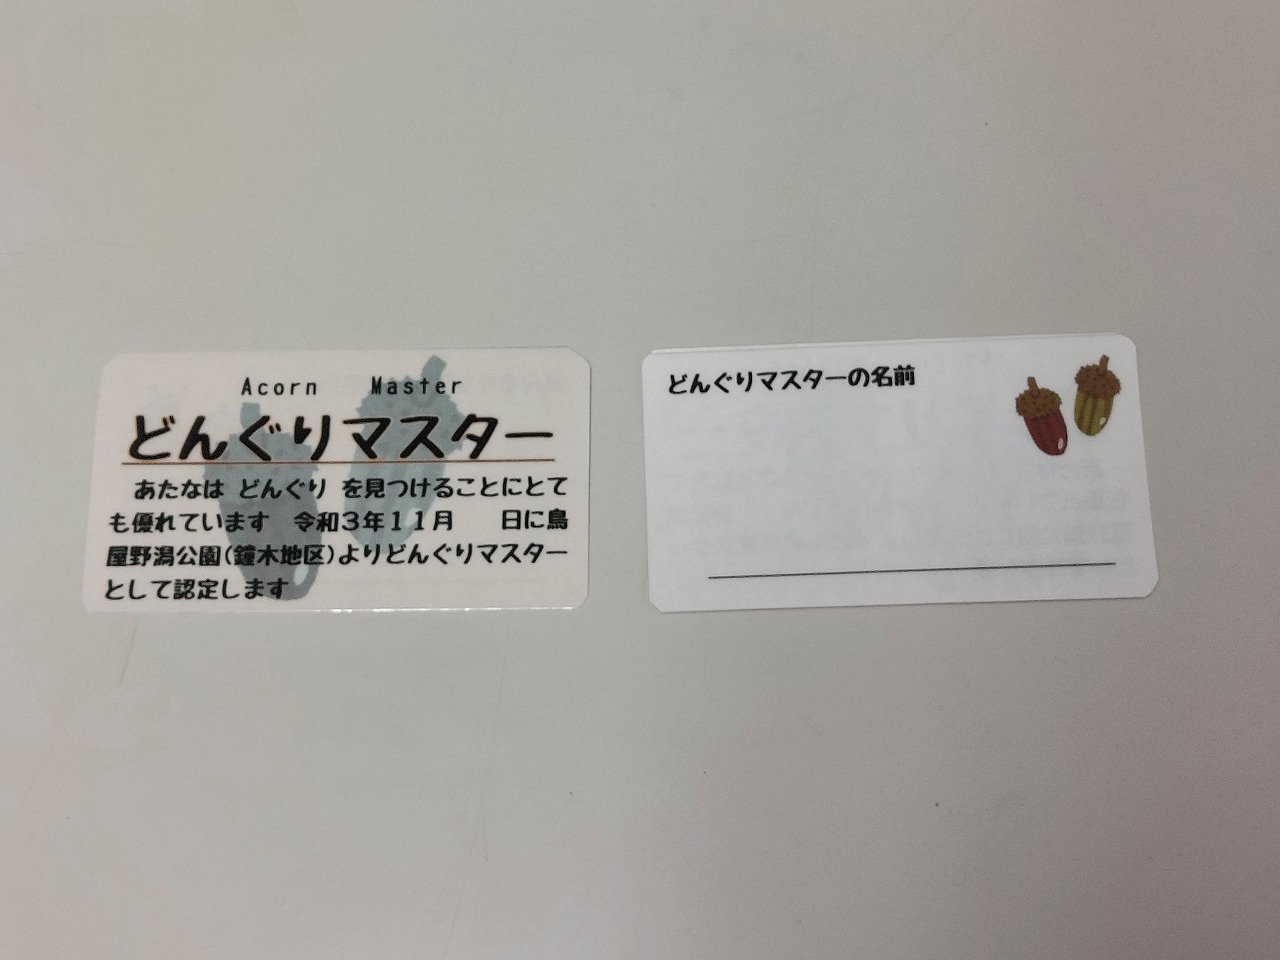 Acorn Master
どんぐりマスター
あたなは どんぐり を見つけることにとて
も優れています 令和3年11月 日に鳥
屋野潟公園(鐘木地区)よりどんぐりマスター
として認定します
どんぐりマスターの名前